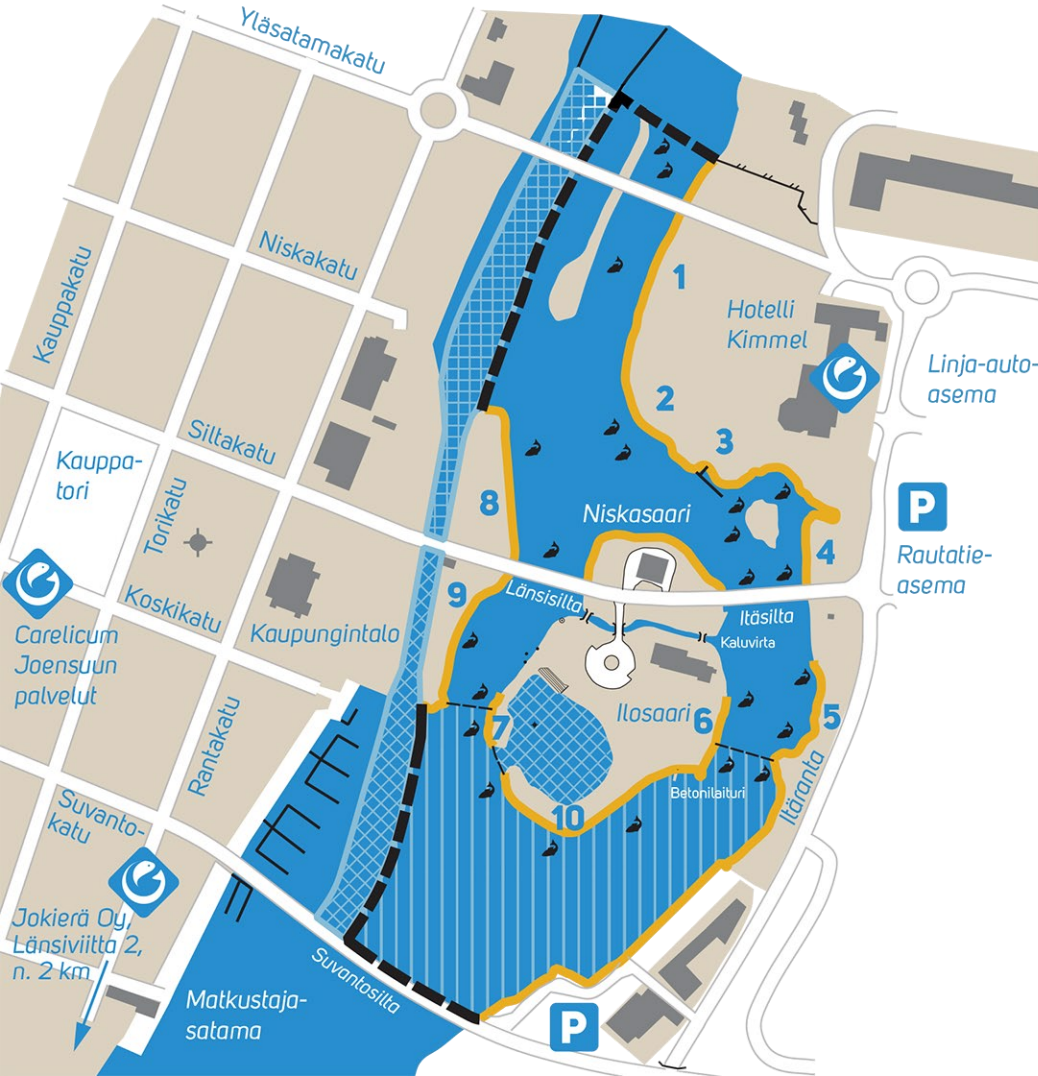 Yläsatamakatu
Niskakatu
Kauppakatu
Siltakatu
Kauppa-
tori
Torikatu
Koskikatu
Kaupungintalo
Carelicum
Joensuun
palvelut
Rantakatu
Suvanto-
katu
Jokierä Oy,
Länsiviitta 2,
n. 2 km
Matkustaja-
satama
Suvantosilta
P
1
2
3
4
5
6
7
8
9
10
Hotelli
Kimmel
Linja-auto-
asema
P
Rautatie-
asema
Niskasaari
Länsisilta
Itäsilta
Kaluvirta
Ilosaari
Betonilaituri
Itäranta